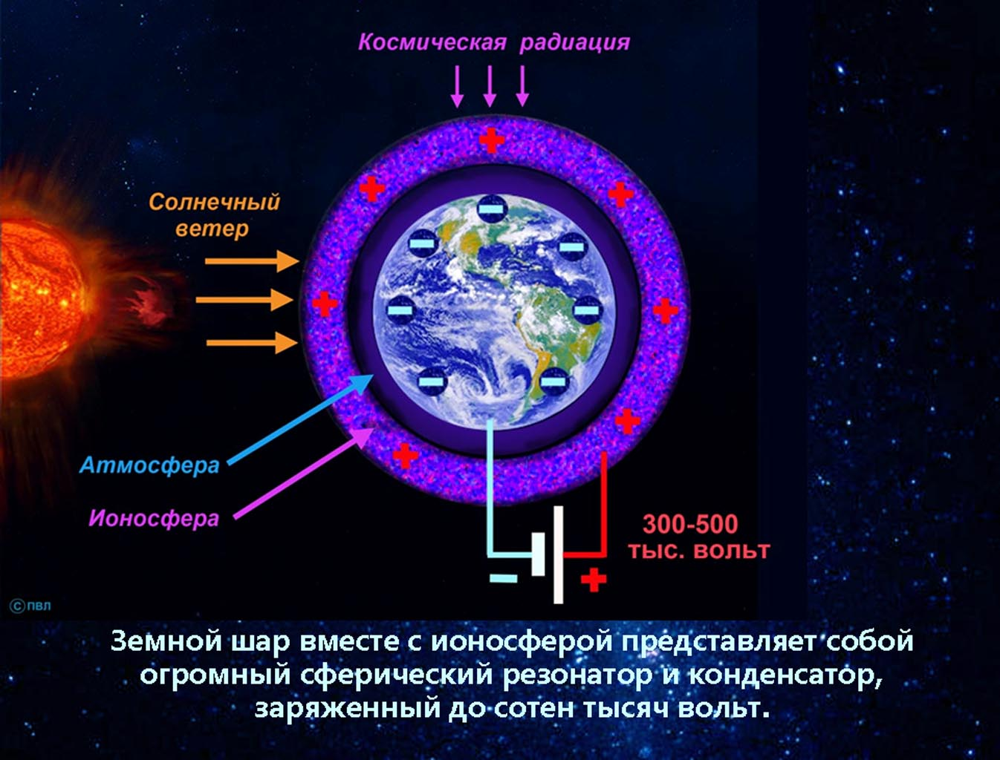 Космическая радиация
Солнечный
ветер
Атмосфера
Ионосфера
300-500
тыс. вольт
© ПВЛ
Земной шар вместе с ионосферой представляет собой
огромный сферический резонатор и конденсатор,
заряженный до сотен тысяч вольт.